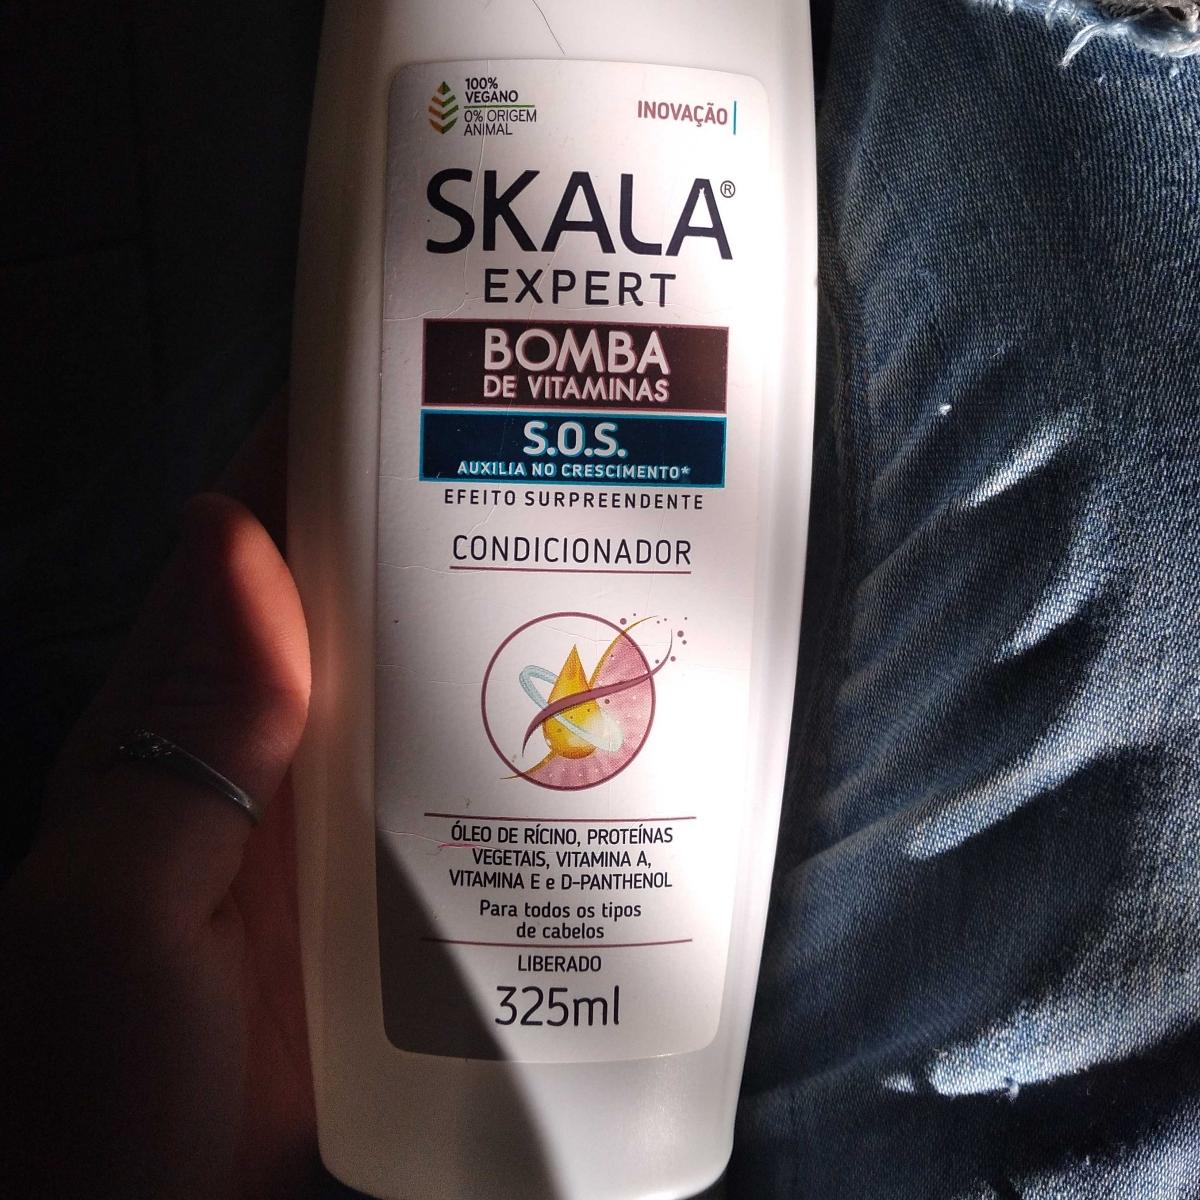 100%
VEGANO
0% ORIGEM
ANIMAL
INOVAÇÃO
SKALA®
EXPERT
BOMBA
DE VITAMINAS
S.O.S.
AUXILIA NO CRESCIMENTO*
EFEITO SURPREENDENTE
CONDICIONADOR
ÓLEO DE RÍCINO, PROTEÍNAS
VEGETAIS, VITAMINA A,
VITAMINA E e D-PANTHENOL
Para todos os tipos
de cabelos
LIBERADO
325ml